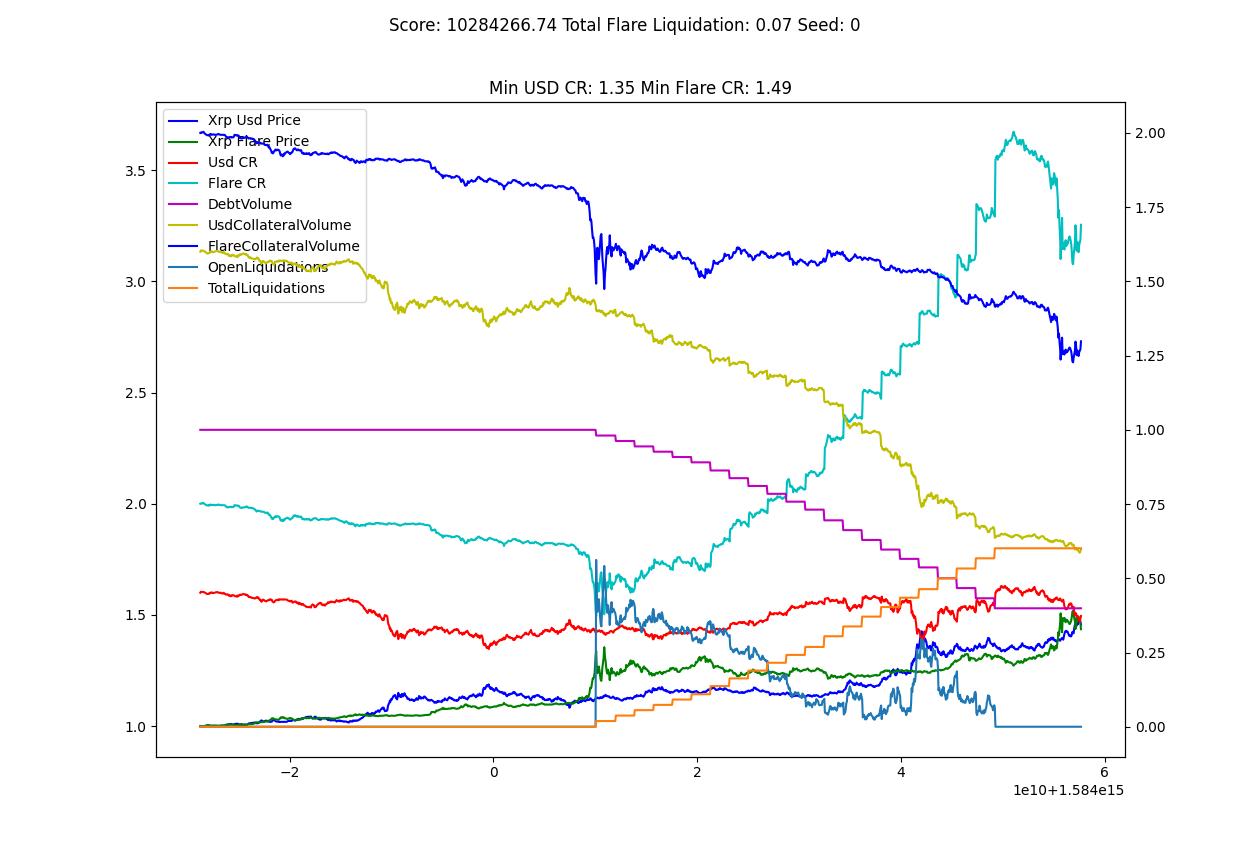 Score: 10284266.74 Total Flare Liquidation: 0.07 Seed: 0
Min USD CR: 1.35 Min Flare CR: 1.49
Xrp Usd Price
Xrp Flare Price
Usd CR
Flare CR
DebtVolume
UsdCollateralVolume
FlareCollateralVolume
OpenLiquidations
TotalLiquidations
3.5
3.0
2.5
2.0
1.5
1.0
2.00
1.75
1.50
1.25
1.00
0.75
0.50
0.25
0.00
−2
0
2
4
6
1e10+1.584e15